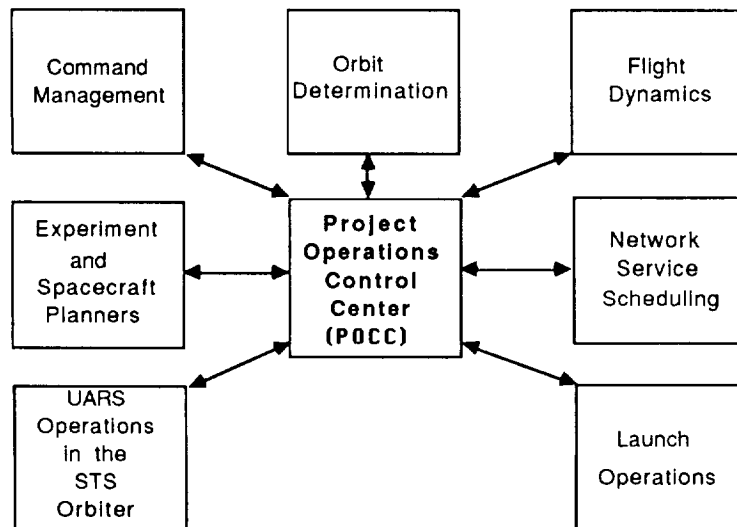 Command
Management
Orbit
Determination
Flight
Dynamics
Experiment
and
Spacecraft
Planners
Project
Operations
Control
Center
(POCC)
Network
Service
Scheduling
UARS
Operations
in the
STS
Orbiter
Launch
Operations